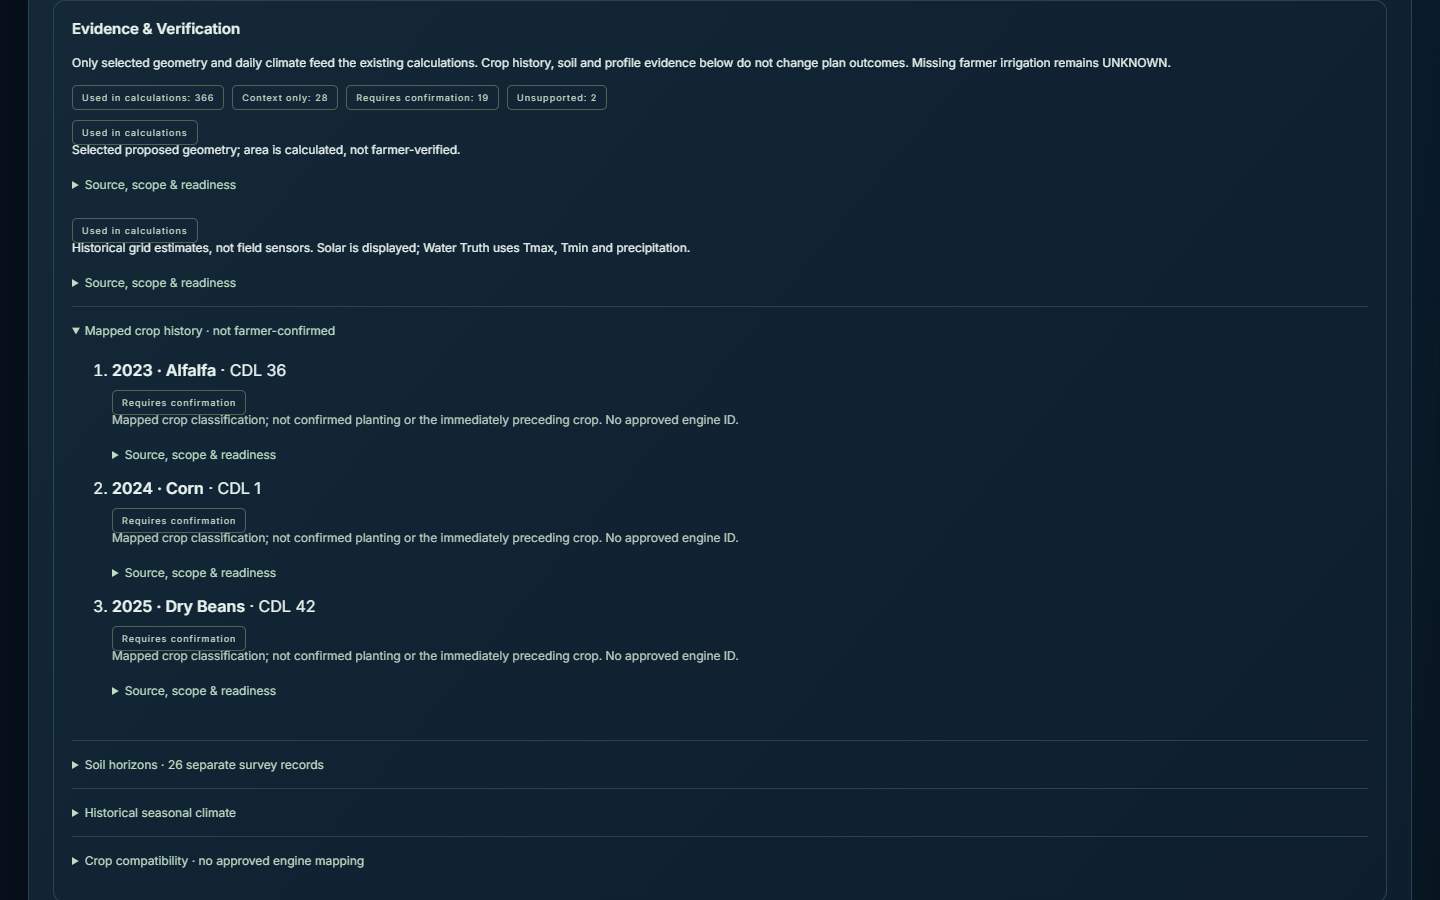 Evidence & Verification
Only selected geometry and daily climate feed the existing calculations. Crop history, soil and profile evidence below do not change plan outcomes. Missing farmer irrigation remains UNKNOWN.
Used in calculations: 366 Context only: 28 Requires confirmation: 19 Unsupported: 2
Used in calculations
Selected proposed geometry; area is calculated, not farmer-verified.
Source, scope & readiness
Used in calculations
Historical grid estimates, not field sensors. Solar is displayed; Water Truth uses Tmax, Tmin and precipitation.
Source, scope & readiness
Mapped crop history · not farmer-confirmed
1. 2023 · Alfalfa · CDL 36
Requires confirmation
Mapped crop classification; not confirmed planting or the immediately preceding crop. No approved engine ID.
Source, scope & readiness
2. 2024 · Corn · CDL 1
Requires confirmation
Mapped crop classification; not confirmed planting or the immediately preceding crop. No approved engine ID.
Source, scope & readiness
3. 2025 · Dry Beans · CDL 42
Requires confirmation
Mapped crop classification; not confirmed planting or the immediately preceding crop. No approved engine ID.
Source, scope & readiness
Soil horizons · 26 separate survey records
Historical seasonal climate
Crop compatibility · no approved engine mapping